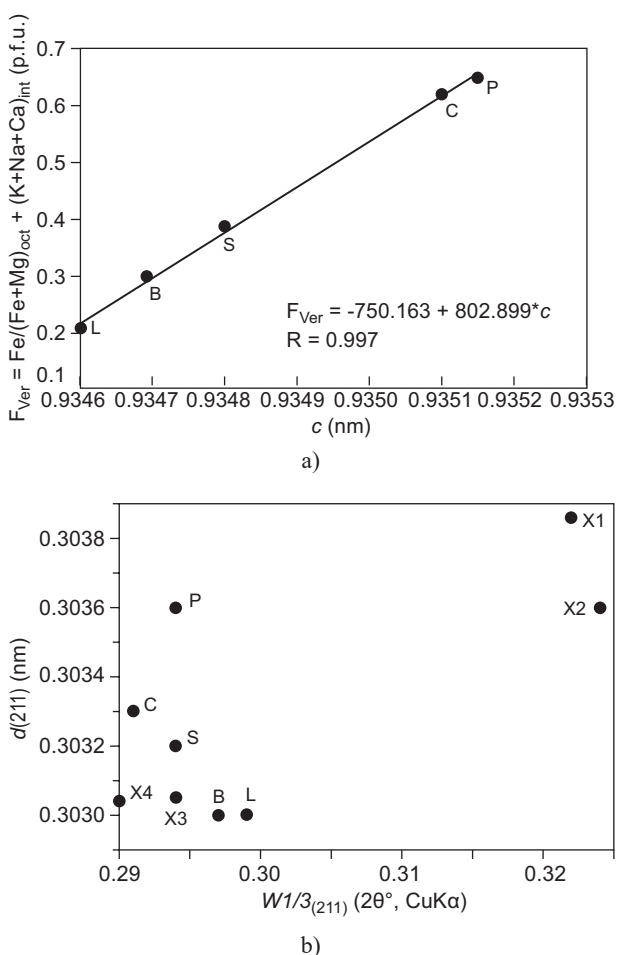 F_Ver = Fe/(Fe+Mg)_oct + (K+Na+Ca)_int (p.f.u.)
0.7
0.6
0.5
0.4
0.3
0.2
0.1
P
C
S
B
L
F_Ver = -750.163 + 802.899*c
R = 0.997
0.9346 0.9347 0.9348 0.9349 0.9350 0.9351 0.9352 0.9353
c (nm)
a)
d(211) (nm)
0.3038
0.3036
0.3034
0.3032
0.3030
X1
X2
P
C
S
X4
X3
B
L
0.29 0.30 0.31 0.32
W1/3_(211) (2θ°, CuKα)
b)